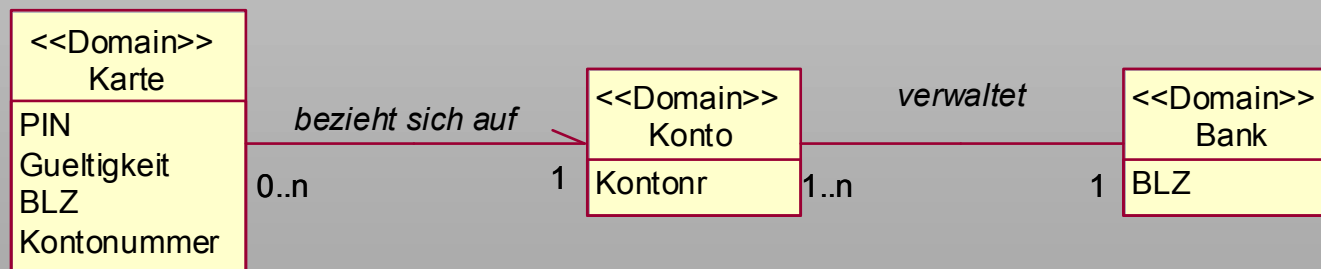 <<Domain>>
Karte
PIN
Gueltigkeit
BLZ
Kontonummer
bezieht sich auf
0..n
1
<<Domain>>
Konto
Kontonr
verwaltet
1..n
1
<<Domain>>
Bank
BLZ